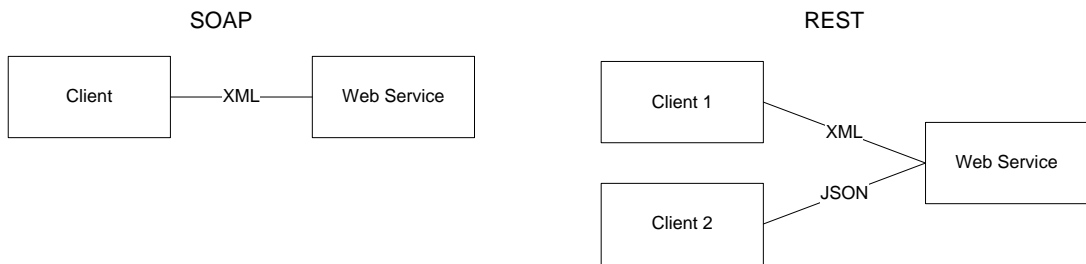 SOAP
Client
XML
Web Service
REST
Client 1
XML
Web Service
JSON
Client 2